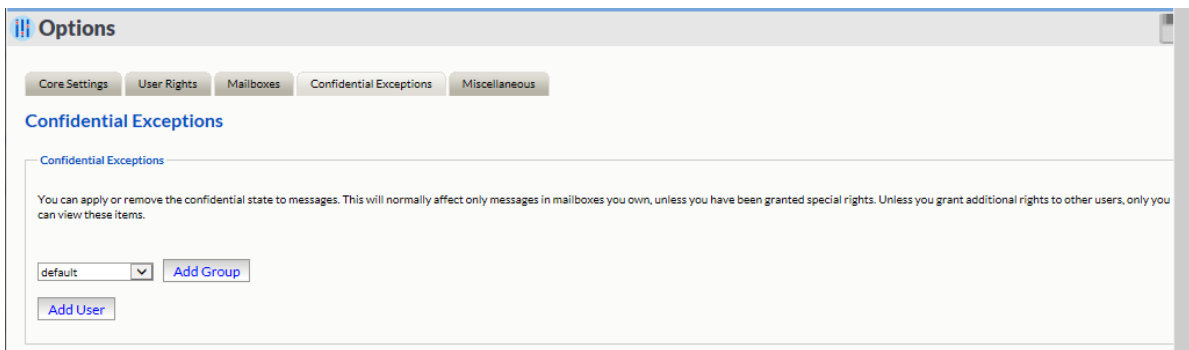 Options
Core Settings User Rights Mailboxes Confidential Exceptions Miscellaneous
Confidential Exceptions
Confidential Exceptions
You can apply or remove the confidential state to messages. This will normally affect only messages in mailboxes you own, unless you have been granted special rights. Unless you grant additional rights to other users, only you
can view these items.
default Add Group
Add User